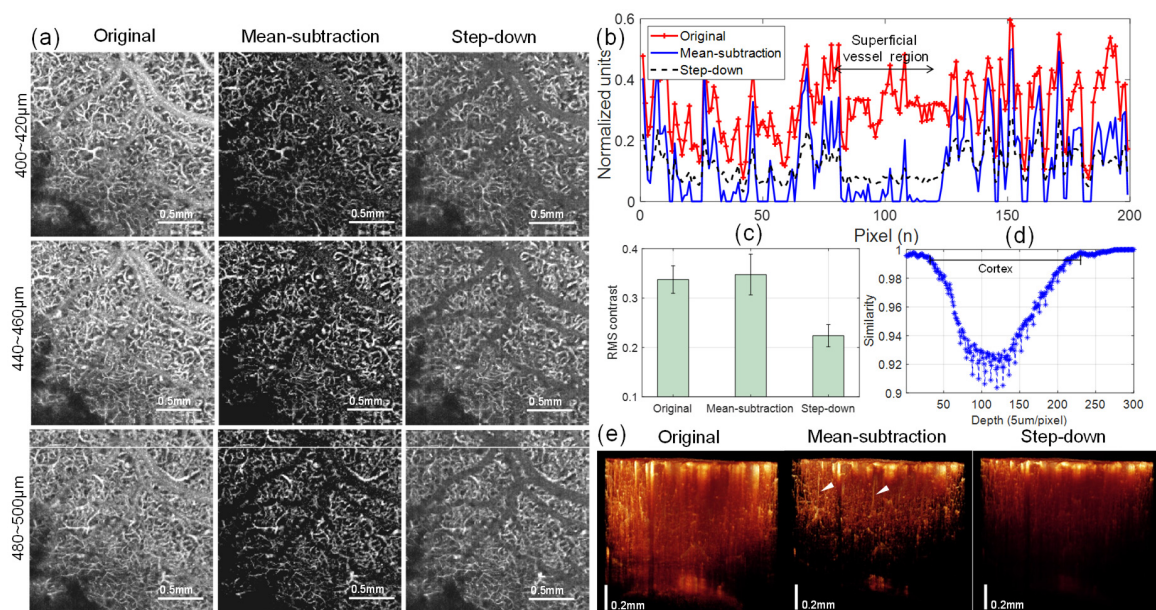 (a)
Original
Mean-subtraction
Step-down
400~420μm
0.5mm
0.5mm
0.5mm
440~460μm
0.5mm
0.5mm
0.5mm
480~500μm
0.5mm
0.5mm
0.5mm
(b)
0.6
0.4
0.2
0
Normalized units
Original
Mean-subtraction
Step-down
Superficial
vessel region
0
50
100
150
200
Pixel (n)
(c)
0.4
0.3
0.2
0.1
RMS contrast
Original
Mean-subtraction
Step-down
(d)
1
0.98
0.96
0.94
0.92
0.9
Similarity
Cortex
50
100
150
200
250
300
Depth (5um/pixel)
(e)
Original
Mean-subtraction
Step-down
0.2mm
0.2mm
0.2mm